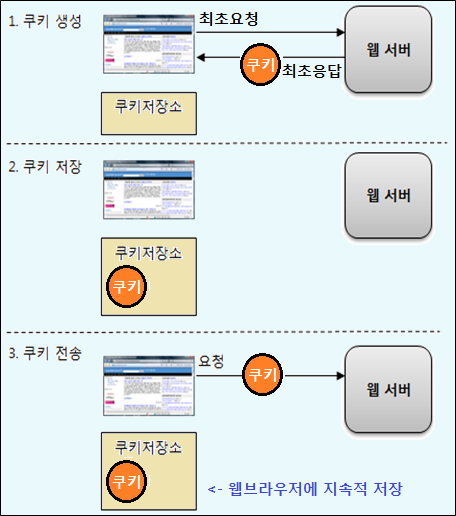 1. 쿠키 생성
최초요청
쿠키
최초응답
웹 서버
쿠키저장소
2. 쿠키 저장
웹 서버
쿠키저장소
쿠키
3. 쿠키 전송
요청
쿠키
웹 서버
쿠키저장소
쿠키
<- 웹브라우저에 지속적 저장